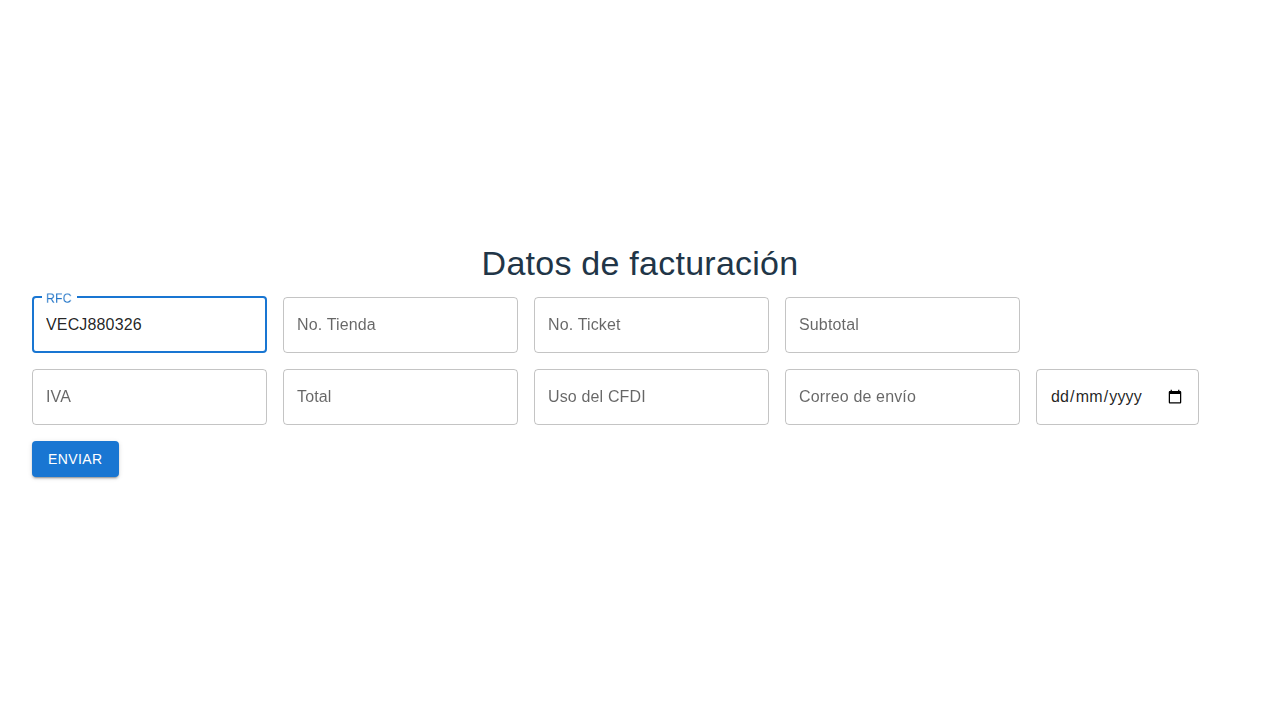 Datos de facturación
RFC
VECJ880326
No. Tienda
No. Ticket
Subtotal
IVA
Total
Uso del CFDI
Correo de envío
dd/mm/yyyy
ENVIAR